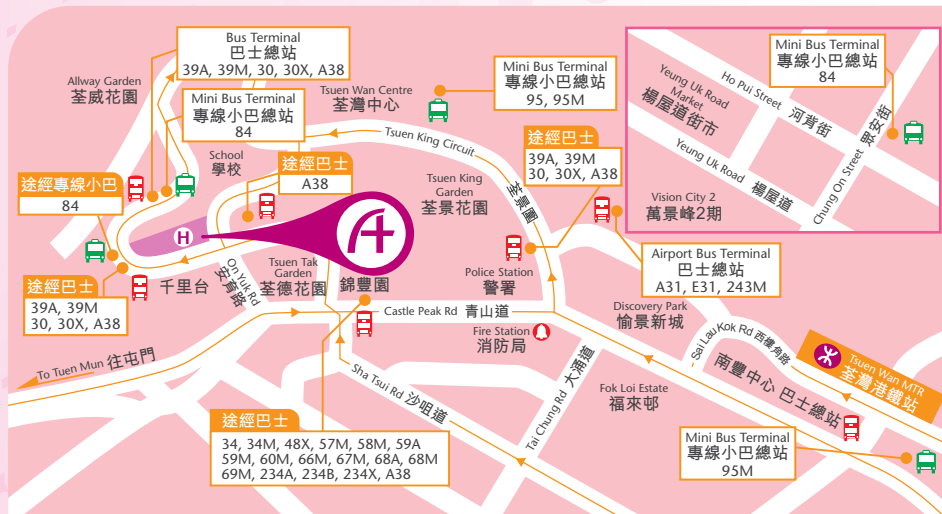 Bus Terminal
巴士總站
39A, 39M, 30, 30X, A38
Allway Garden
荃威花園
Mini Bus Terminal
專線小巴總站
84
School
學校
途經專線小巴
84
途經巴士
A38
H
途經巴士
39A, 39M
30, 30X, A38
千里台
On Yuk Rd
安育路
Tsuen Tak
Garden
荃德花園
錦豐園
To Tuen Mun 往屯門
Tsuen Wan Centre
荃灣中心
Mini Bus Terminal
專線小巴總站
95, 95M
Tsuen King Circuit
荃景圍
Tsuen King
Garden
荃景花園
途經巴士
39A, 39M
30, 30X, A38
Police Station
警署
Castle Peak Rd 青山道
Fire Station
消防局
Sha Tsui Rd 沙咀道
Tai Chung Rd 大涌道
途經巴士
34, 34M, 48X, 57M, 58M, 59A
59M, 60M, 66M, 67M, 68A, 68M
69M, 234A, 234B, 234X, A38
Mini Bus Terminal
專線小巴總站
84
Yeung Uk Road
Market
楊屋道街市
Ho Pui Street 河背街
Yeung Uk Road 楊屋道
Chung On Street 眾安街
Vision City 2
萬景峰2期
Airport Bus Terminal
巴士總站
A31, E31, 243M
Discovery Park
愉景新城
Sai Lau Kok Rd 西樓角路
Tsuen Wan MTR
荃灣港鐵站
南豐中心 巴士總站
Fok Loi Estate
福來邨
Mini Bus Terminal
專線小巴總站
95M